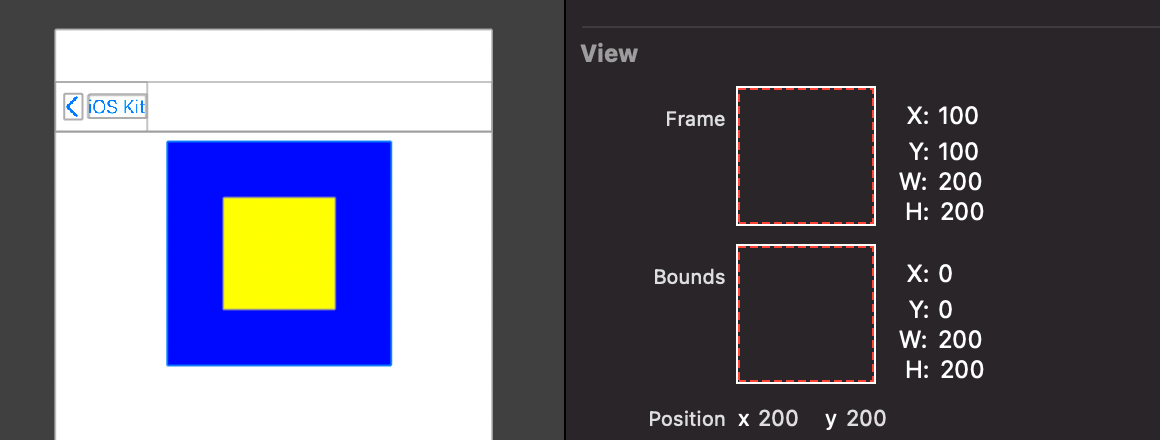 iOS Kit
View
Frame
X: 100
Y: 100
W: 200
H: 200
Bounds
X: 0
Y: 0
W: 200
H: 200
Position x 200 y 200